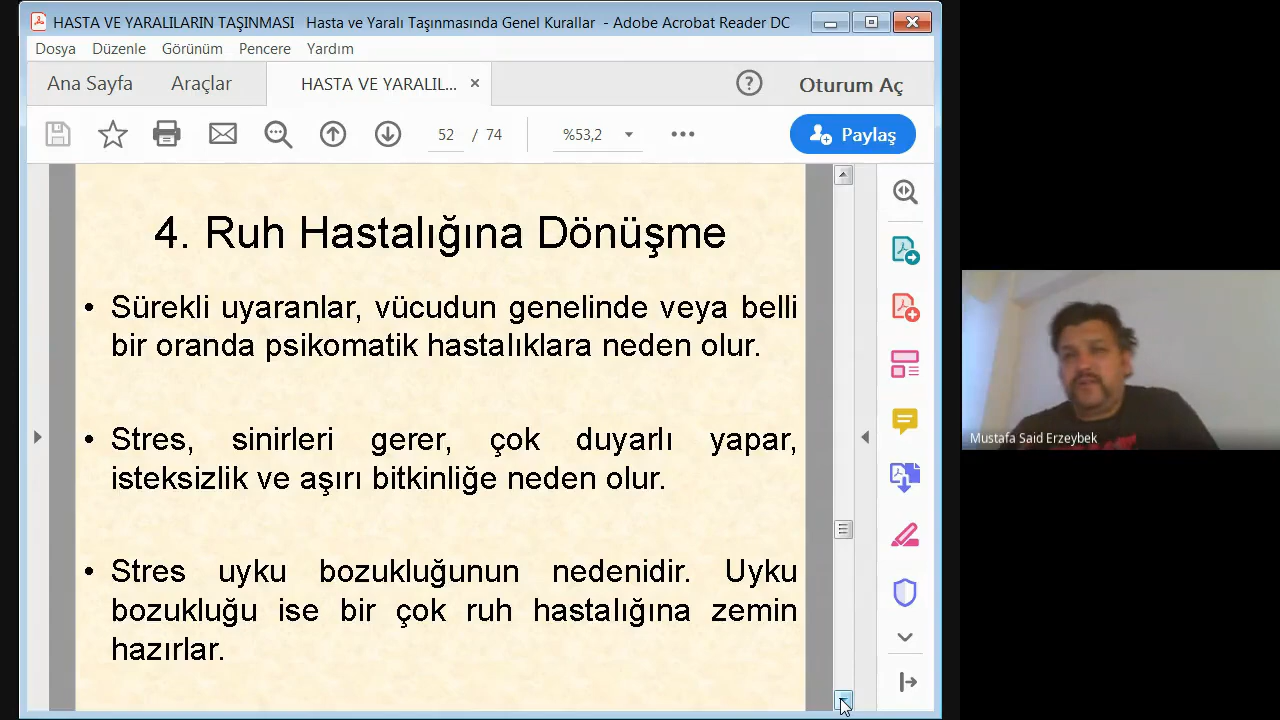 HASTA VE YARALILARIN TAŞINMASI   Hasta ve Yaralı Taşınmasında Genel Kurallar  - Adobe Acrobat Reader DC
Dosya Düzenle Görünüm Pencere Yardım
Ana Sayfa Araçlar HASTA VE YARALIL... × ? Oturum Aç
52 / 74 %53,2 Paylaş
4. Ruh Hastalığına Dönüşme
• Sürekli uyaranlar, vücudun genelinde veya belli
bir oranda psikomatik hastalıklara neden olur.
• Stres, sinirleri gerer, çok duyarlı yapar,
isteksizlik ve aşırı bitkinliğe neden olur.
• Stres uyku bozukluğunun nedenidir. Uyku
bozukluğu ise bir çok ruh hastalığına zemin
hazırlar.
Mustafa Said Erzeybek